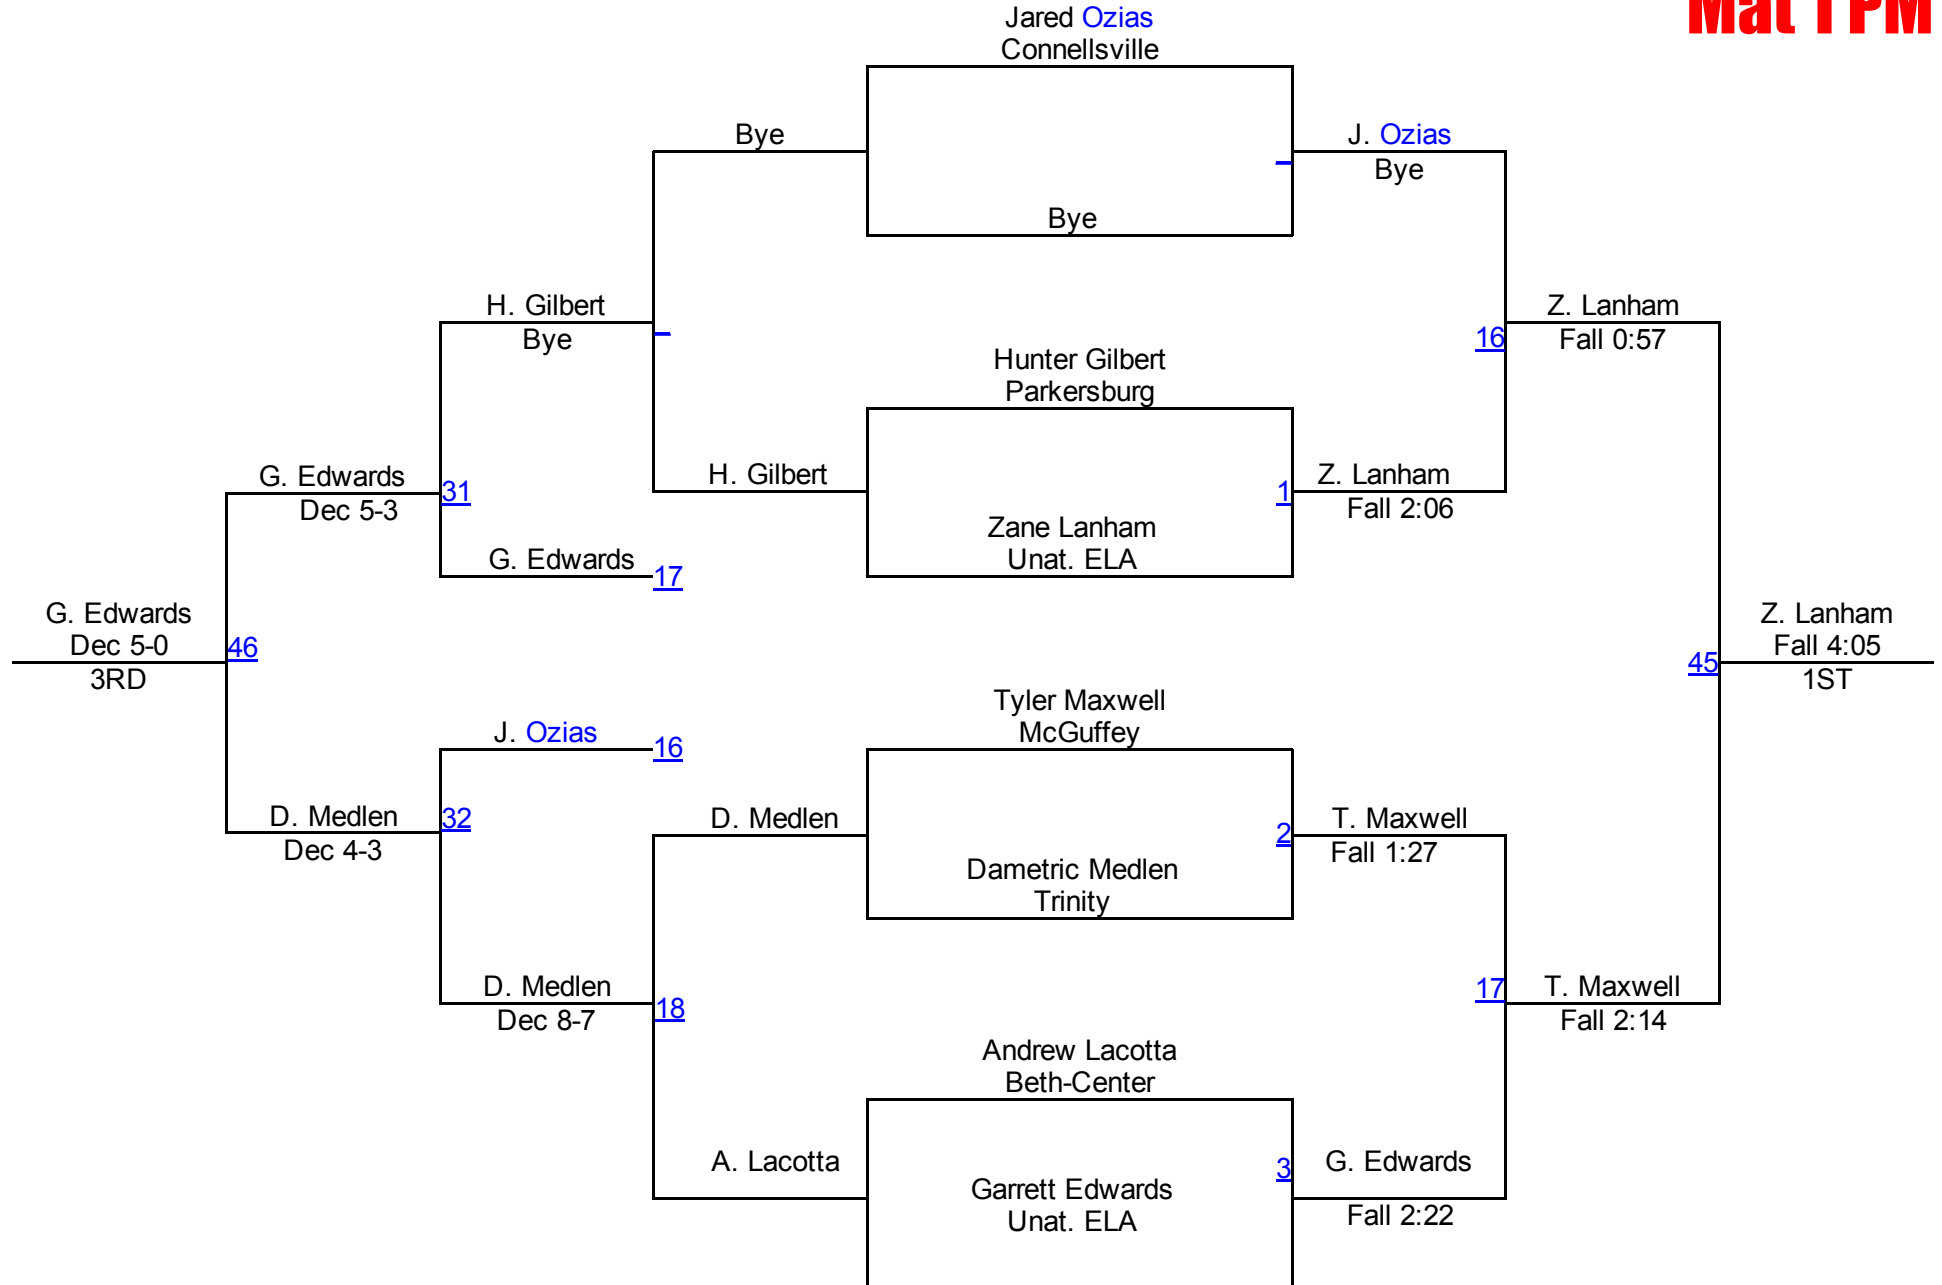 Mat 1 PM
Jared Ozias
Connellsville
Bye
J. Ozias
Bye
Bye
H. Gilbert
Bye
Z. Lanham
16
Fall 0:57
Hunter Gilbert
Parkersburg
G. Edwards
31
Dec 5-3
H. Gilbert
1
Z. Lanham
Fall 2:06
Zane Lanham
Unat. ELA
G. Edwards
17
G. Edwards
Dec 5-0
46
3RD
Z. Lanham
Fall 4:05
45
1ST
Tyler Maxwell
McGuffey
J. Ozias
16
D. Medlen
32
Dec 4-3
D. Medlen
2
T. Maxwell
Fall 1:27
Dametric Medlen
Trinity
D. Medlen
18
Dec 8-7
17
T. Maxwell
Fall 2:14
Andrew Lacotta
Beth-Center
A. Lacotta
3
G. Edwards
Garrett Edwards
Unat. ELA
Fall 2:22